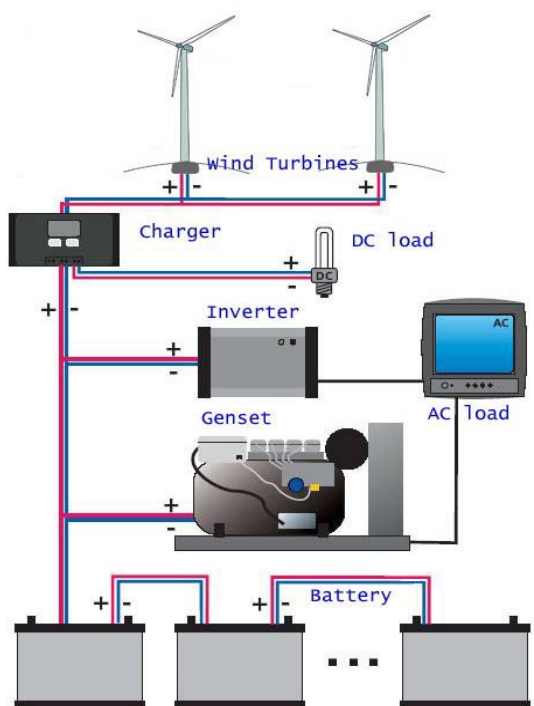 Wind Turbines
+ - + -
Charger
DC load
+
DC
-
+ -
Inverter
AC
+
-
Genset
AC load
+
-
Battery
+ - + -